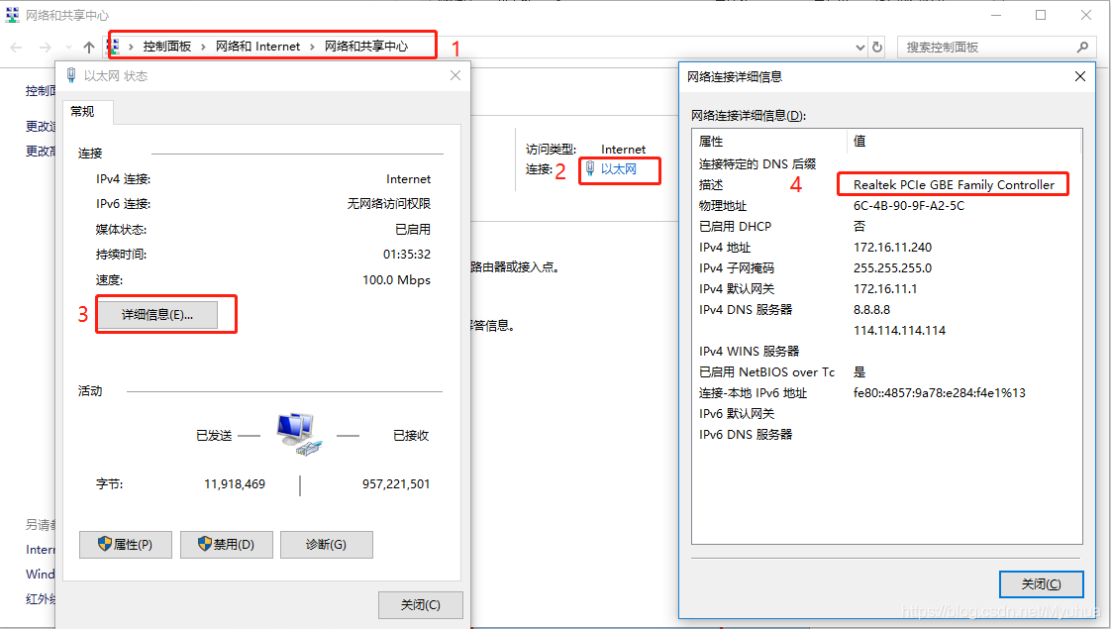 网络和共享中心
控制面板 › 网络和 Internet › 网络和共享中心
1
搜索控制面板
控制面
更改
更改
另请参
Intern
Wind
红外线
以太网 状态
常规
连接
IPv4 连接: Internet
IPv6 连接: 无网络访问权限
媒体状态: 已启用
持续时间: 01:35:32
速度: 100.0 Mbps
3
详细信息(E)...
活动
已发送 — — 已接收
字节: 11,918,469 957,221,501
属性(P)
禁用(D)
诊断(G)
关闭(C)
访问类型: Internet
连接: 2 以太网
路由器或接入点。
答信息。
网络连接详细信息
网络连接详细信息(D):
属性 值
连接特定的 DNS 后缀
描述 4 Realtek PCIe GBE Family Controller
物理地址 6C-4B-90-9F-A2-5C
已启用 DHCP 否
IPv4 地址 172.16.11.240
IPv4 子网掩码 255.255.255.0
IPv4 默认网关 172.16.11.1
IPv4 DNS 服务器 8.8.8.8
114.114.114.114
IPv4 WINS 服务器
已启用 NetBIOS over Tc 是
连接-本地 IPv6 地址 fe80::4857:9a78:e284:f4e1%13
IPv6 默认网关
IPv6 DNS 服务器
关闭(C)
https://blog.csdn.net/Myuhua